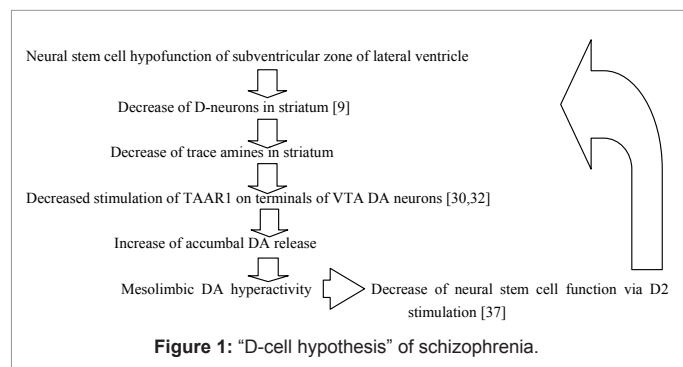 Neural stem cell hypofunction of subventricular zone of lateral ventricle
Decrease of D-neurons in striatum [9]
Decrease of trace amines in striatum
Decreased stimulation of TAAR1 on terminals of VTA DA neurons [30,32]
Increase of accumbal DA release
Mesolimbic DA hyperactivity
Decrease of neural stem cell function via D2
stimulation [37]
Figure 1: “D-cell hypothesis” of schizophrenia.